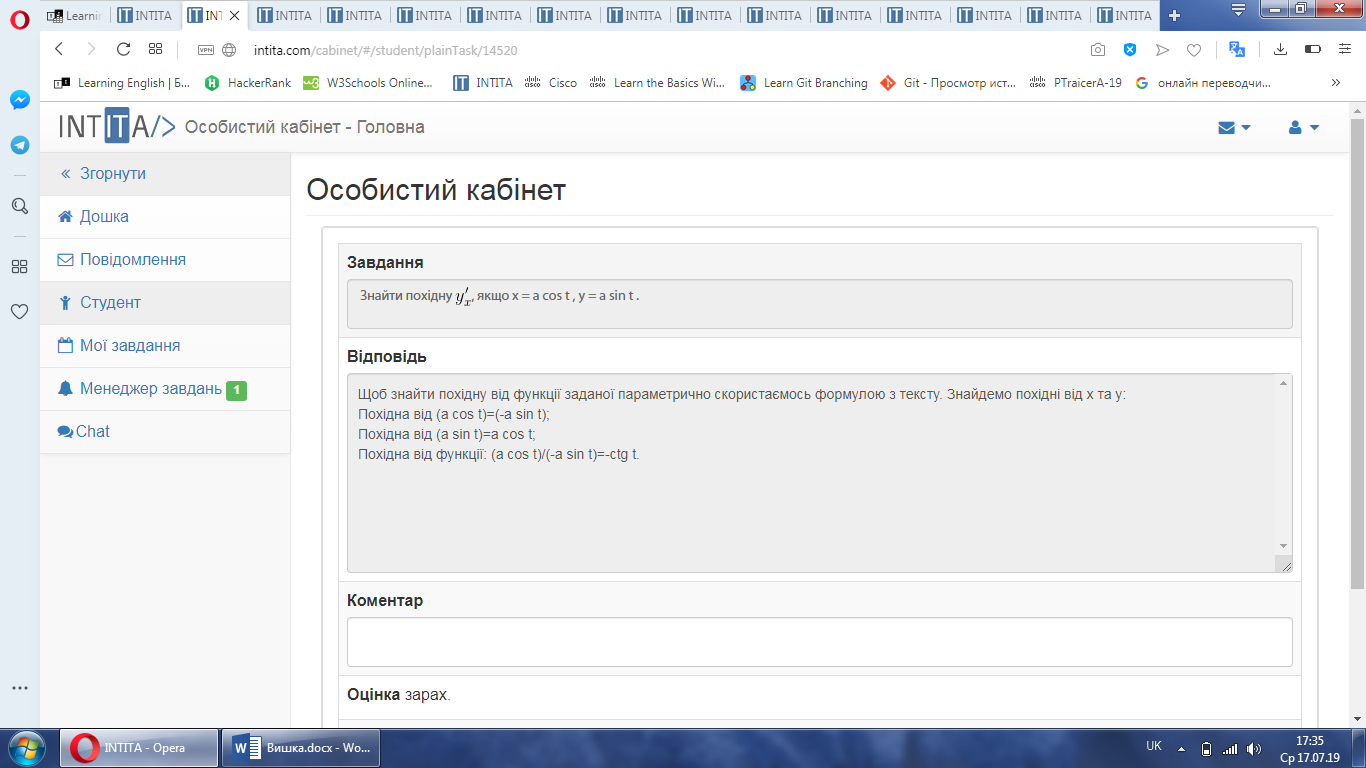 Learnin
INTITA
INT
INTITA
INTITA
INTITA
INTITA
INTITA
INTITA
INTITA
INTITA
INTITA
INTITA
INTITA
INTITA
INTITA
VPN
intita.com/cabinet/#/student/plainTask/14520
Learning English | Б...
HackerRank
W3Schools Online...
INTITA
Cisco
Learn the Basics Wi...
Learn Git Branching
Git - Просмотр ист...
PTraicerA-19
онлайн переводчи...
INTITA/> Особистий кабінет - Головна
Згорнути
Дошка
Повідомлення
Студент
Мої завдання
Менеджер завдань 1
Chat
Особистий кабінет
Завдання
Знайти похідну y′x, якщо x = a cos t , y = a sin t .
Відповідь
Щоб знайти похідну від функції заданої параметрично скористаємось формулою з тексту. Знайдемо похідні від x та y:
Похідна від (a cos t)=(-a sin t);
Похідна від (a sin t)=a cos t;
Похідна від функції: (a cos t)/(-a sin t)=-ctg t.
Коментар
Оцінка зарах.
INTITA - Opera
Вишка.docx - Wo...
UK
17:35
Ср 17.07.19